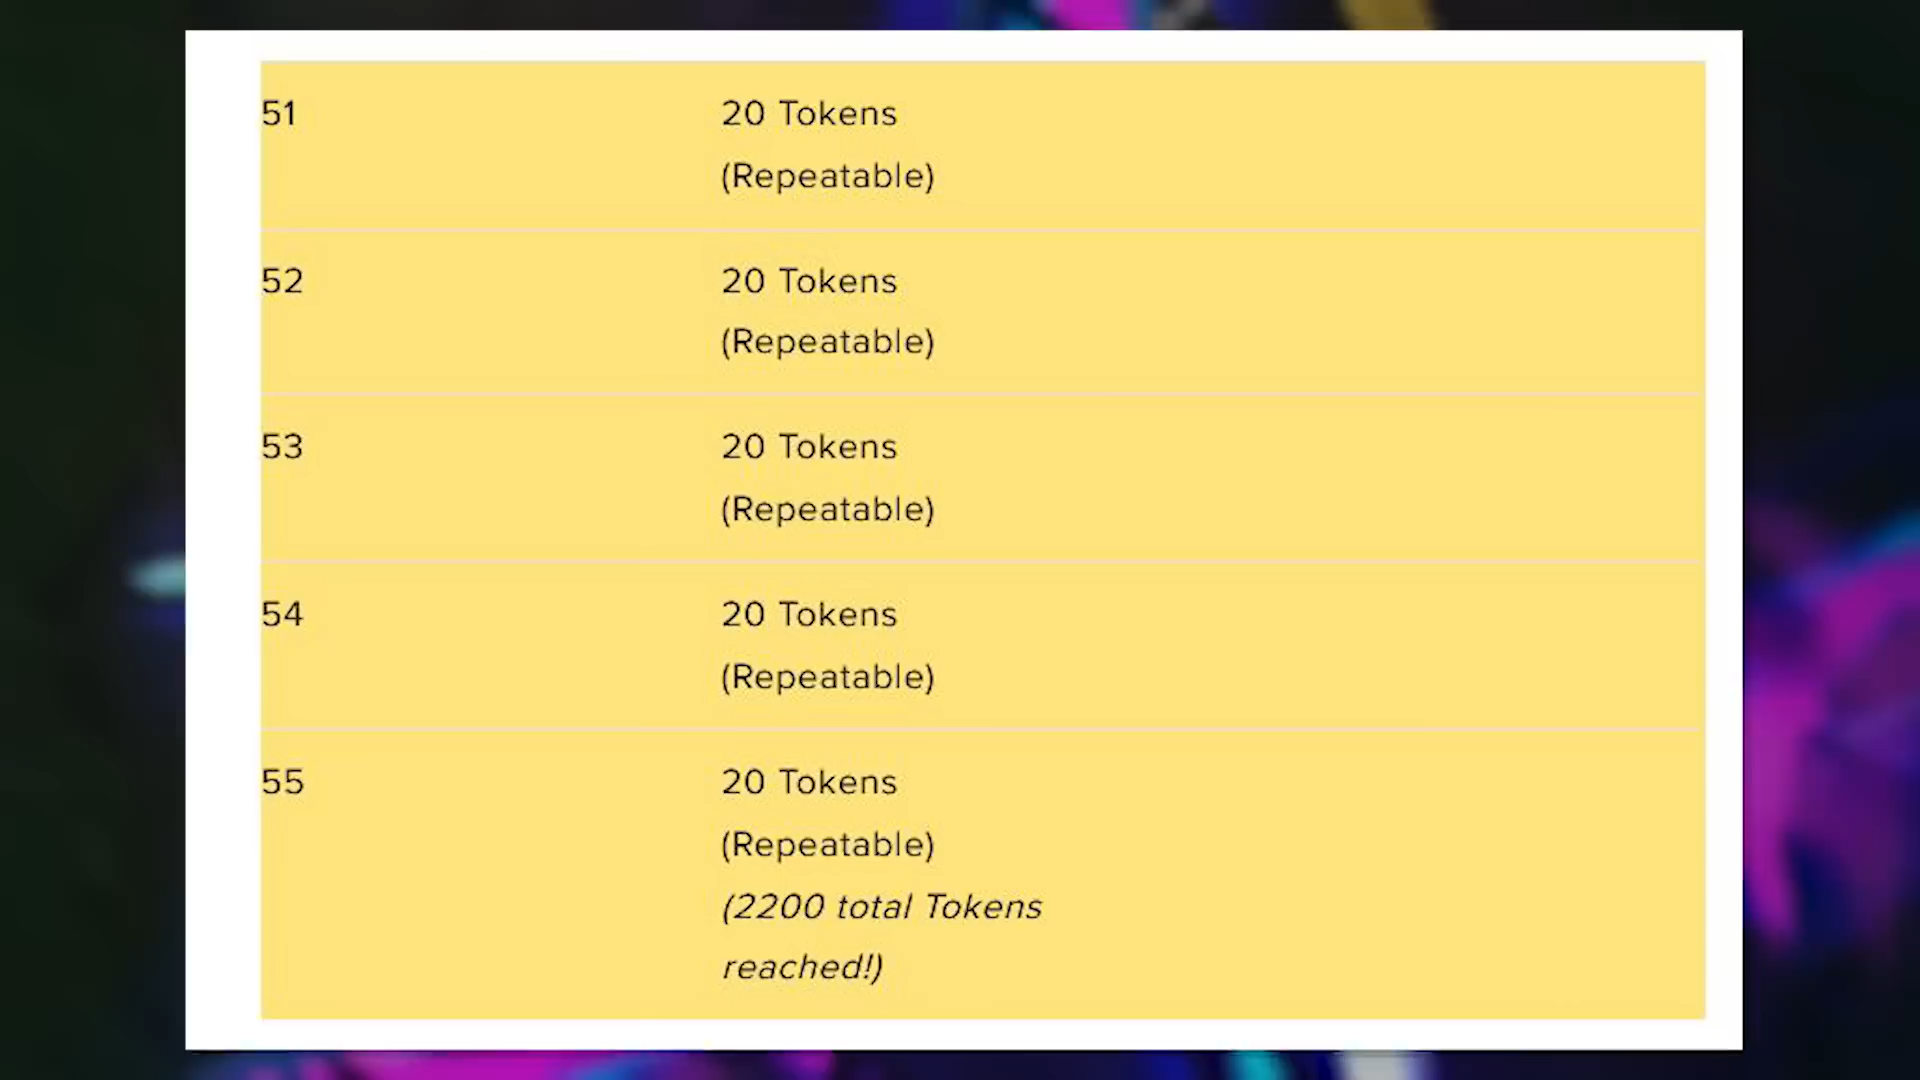 51 20 Tokens
(Repeatable)
52 20 Tokens
(Repeatable)
53 20 Tokens
(Repeatable)
54 20 Tokens
(Repeatable)
55 20 Tokens
(Repeatable)
(2200 total Tokens
reached!)